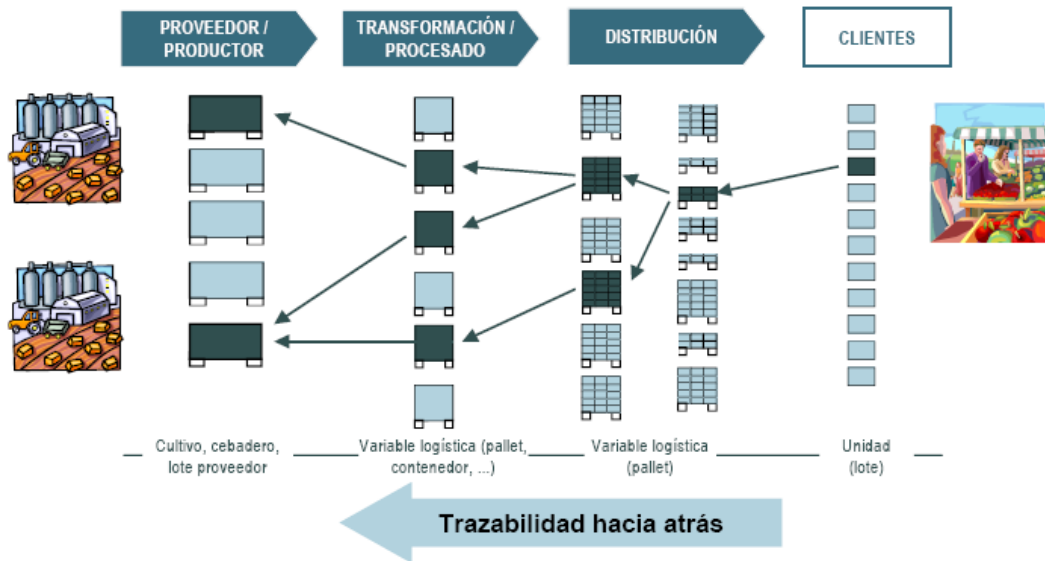 PROVEEDOR /
PRODUCTOR
TRANSFORMACIÓN /
PROCESADO
DISTRIBUCIÓN
CLIENTES
Cultivo, cebadero,
lote proveedor
Variable logística (pallet,
contenedor, ...)
Variable logística
(pallet)
Unidad
(lote)
Trazabilidad hacia atrás